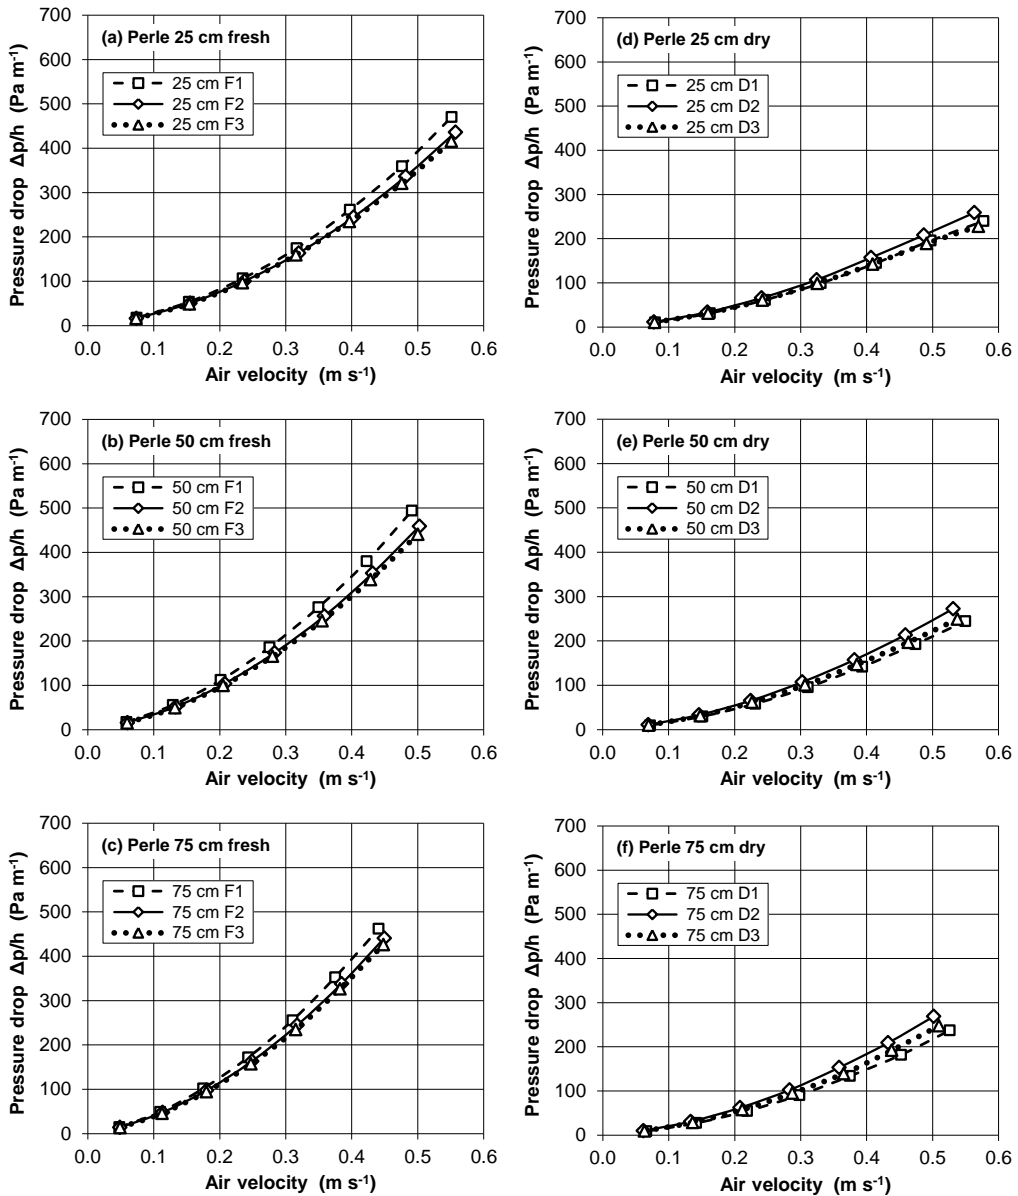 (a) Perle 25 cm fresh
25 cm F1
25 cm F2
25 cm F3
Pressure drop Δp/h (Pa m-1)
700
600
500
400
300
200
100
0
0.0 0.1 0.2 0.3 0.4 0.5 0.6
Air velocity (m s-1)
(d) Perle 25 cm dry
25 cm D1
25 cm D2
25 cm D3
Pressure drop Δp/h (Pa m-1)
700
600
500
400
300
200
100
0
0.0 0.1 0.2 0.3 0.4 0.5 0.6
Air velocity (m s-1)
(b) Perle 50 cm fresh
50 cm F1
50 cm F2
50 cm F3
Pressure drop Δp/h (Pa m-1)
700
600
500
400
300
200
100
0
0.0 0.1 0.2 0.3 0.4 0.5 0.6
Air velocity (m s-1)
(e) Perle 50 cm dry
50 cm D1
50 cm D2
50 cm D3
Pressure drop Δp/h (Pa m-1)
700
600
500
400
300
200
100
0
0.0 0.1 0.2 0.3 0.4 0.5 0.6
Air velocity (m s-1)
(c) Perle 75 cm fresh
75 cm F1
75 cm F2
75 cm F3
Pressure drop Δp/h (Pa m-1)
700
600
500
400
300
200
100
0
0.0 0.1 0.2 0.3 0.4 0.5 0.6
Air velocity (m s-1)
(f) Perle 75 cm dry
75 cm D1
75 cm D2
75 cm D3
Pressure drop Δp/h (Pa m-1)
700
600
500
400
300
200
100
0
0.0 0.1 0.2 0.3 0.4 0.5 0.6
Air velocity (m s-1)